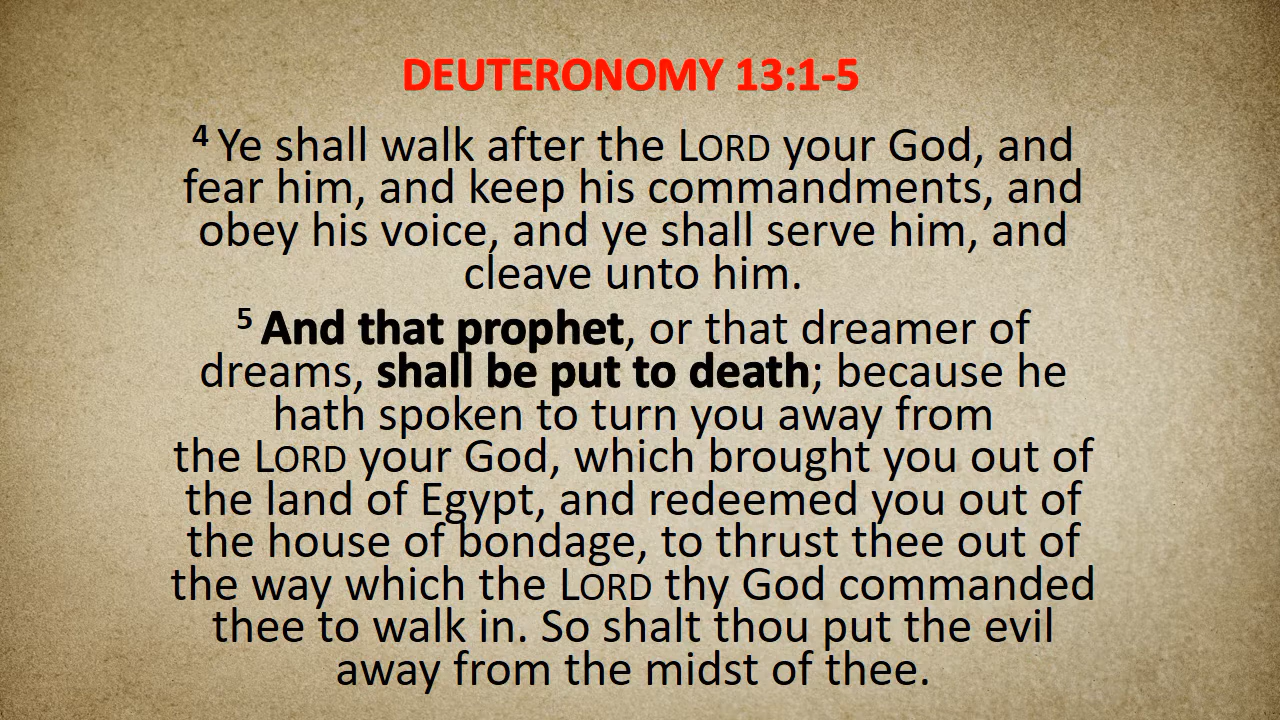 DEUTERONOMY 13:1-5
4 Ye shall walk after the LORD your God, and
fear him, and keep his commandments, and
obey his voice, and ye shall serve him, and
cleave unto him.
5 And that prophet, or that dreamer of
dreams, shall be put to death; because he
hath spoken to turn you away from
the LORD your God, which brought you out of
the land of Egypt, and redeemed you out of
the house of bondage, to thrust thee out of
the way which the LORD thy God commanded
thee to walk in. So shalt thou put the evil
away from the midst of thee.